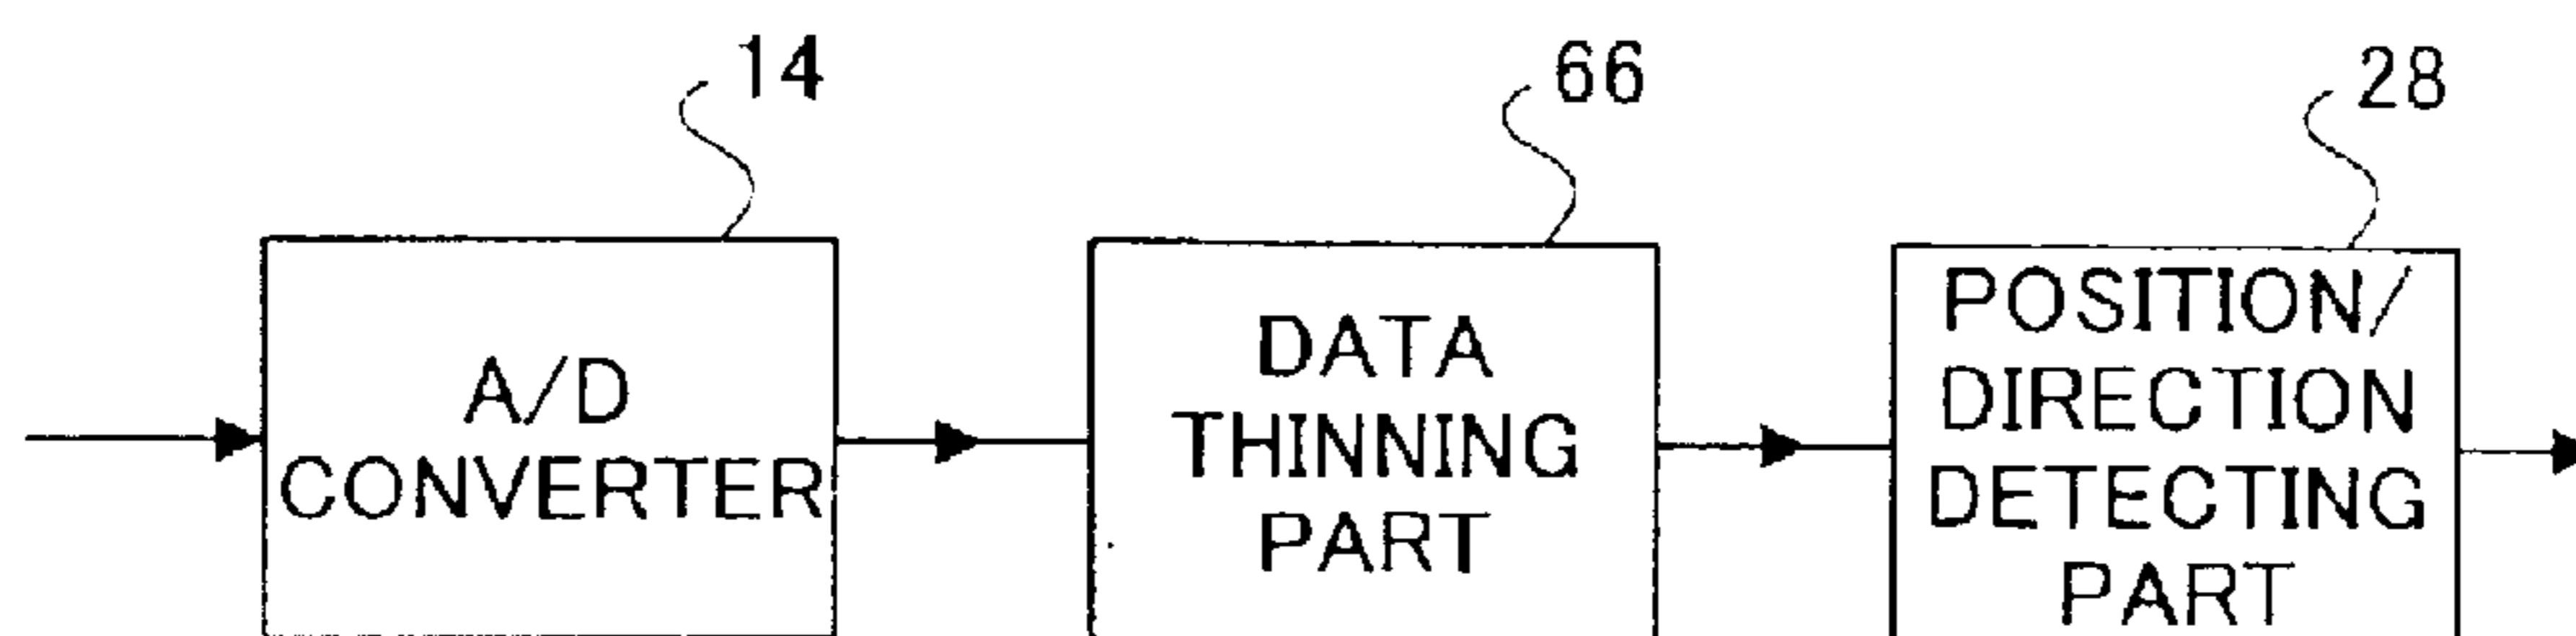 14
66
28
A/D
CONVERTER
DATA
THINNING
PART
POSITION/
DIRECTION
DETECTING
PART